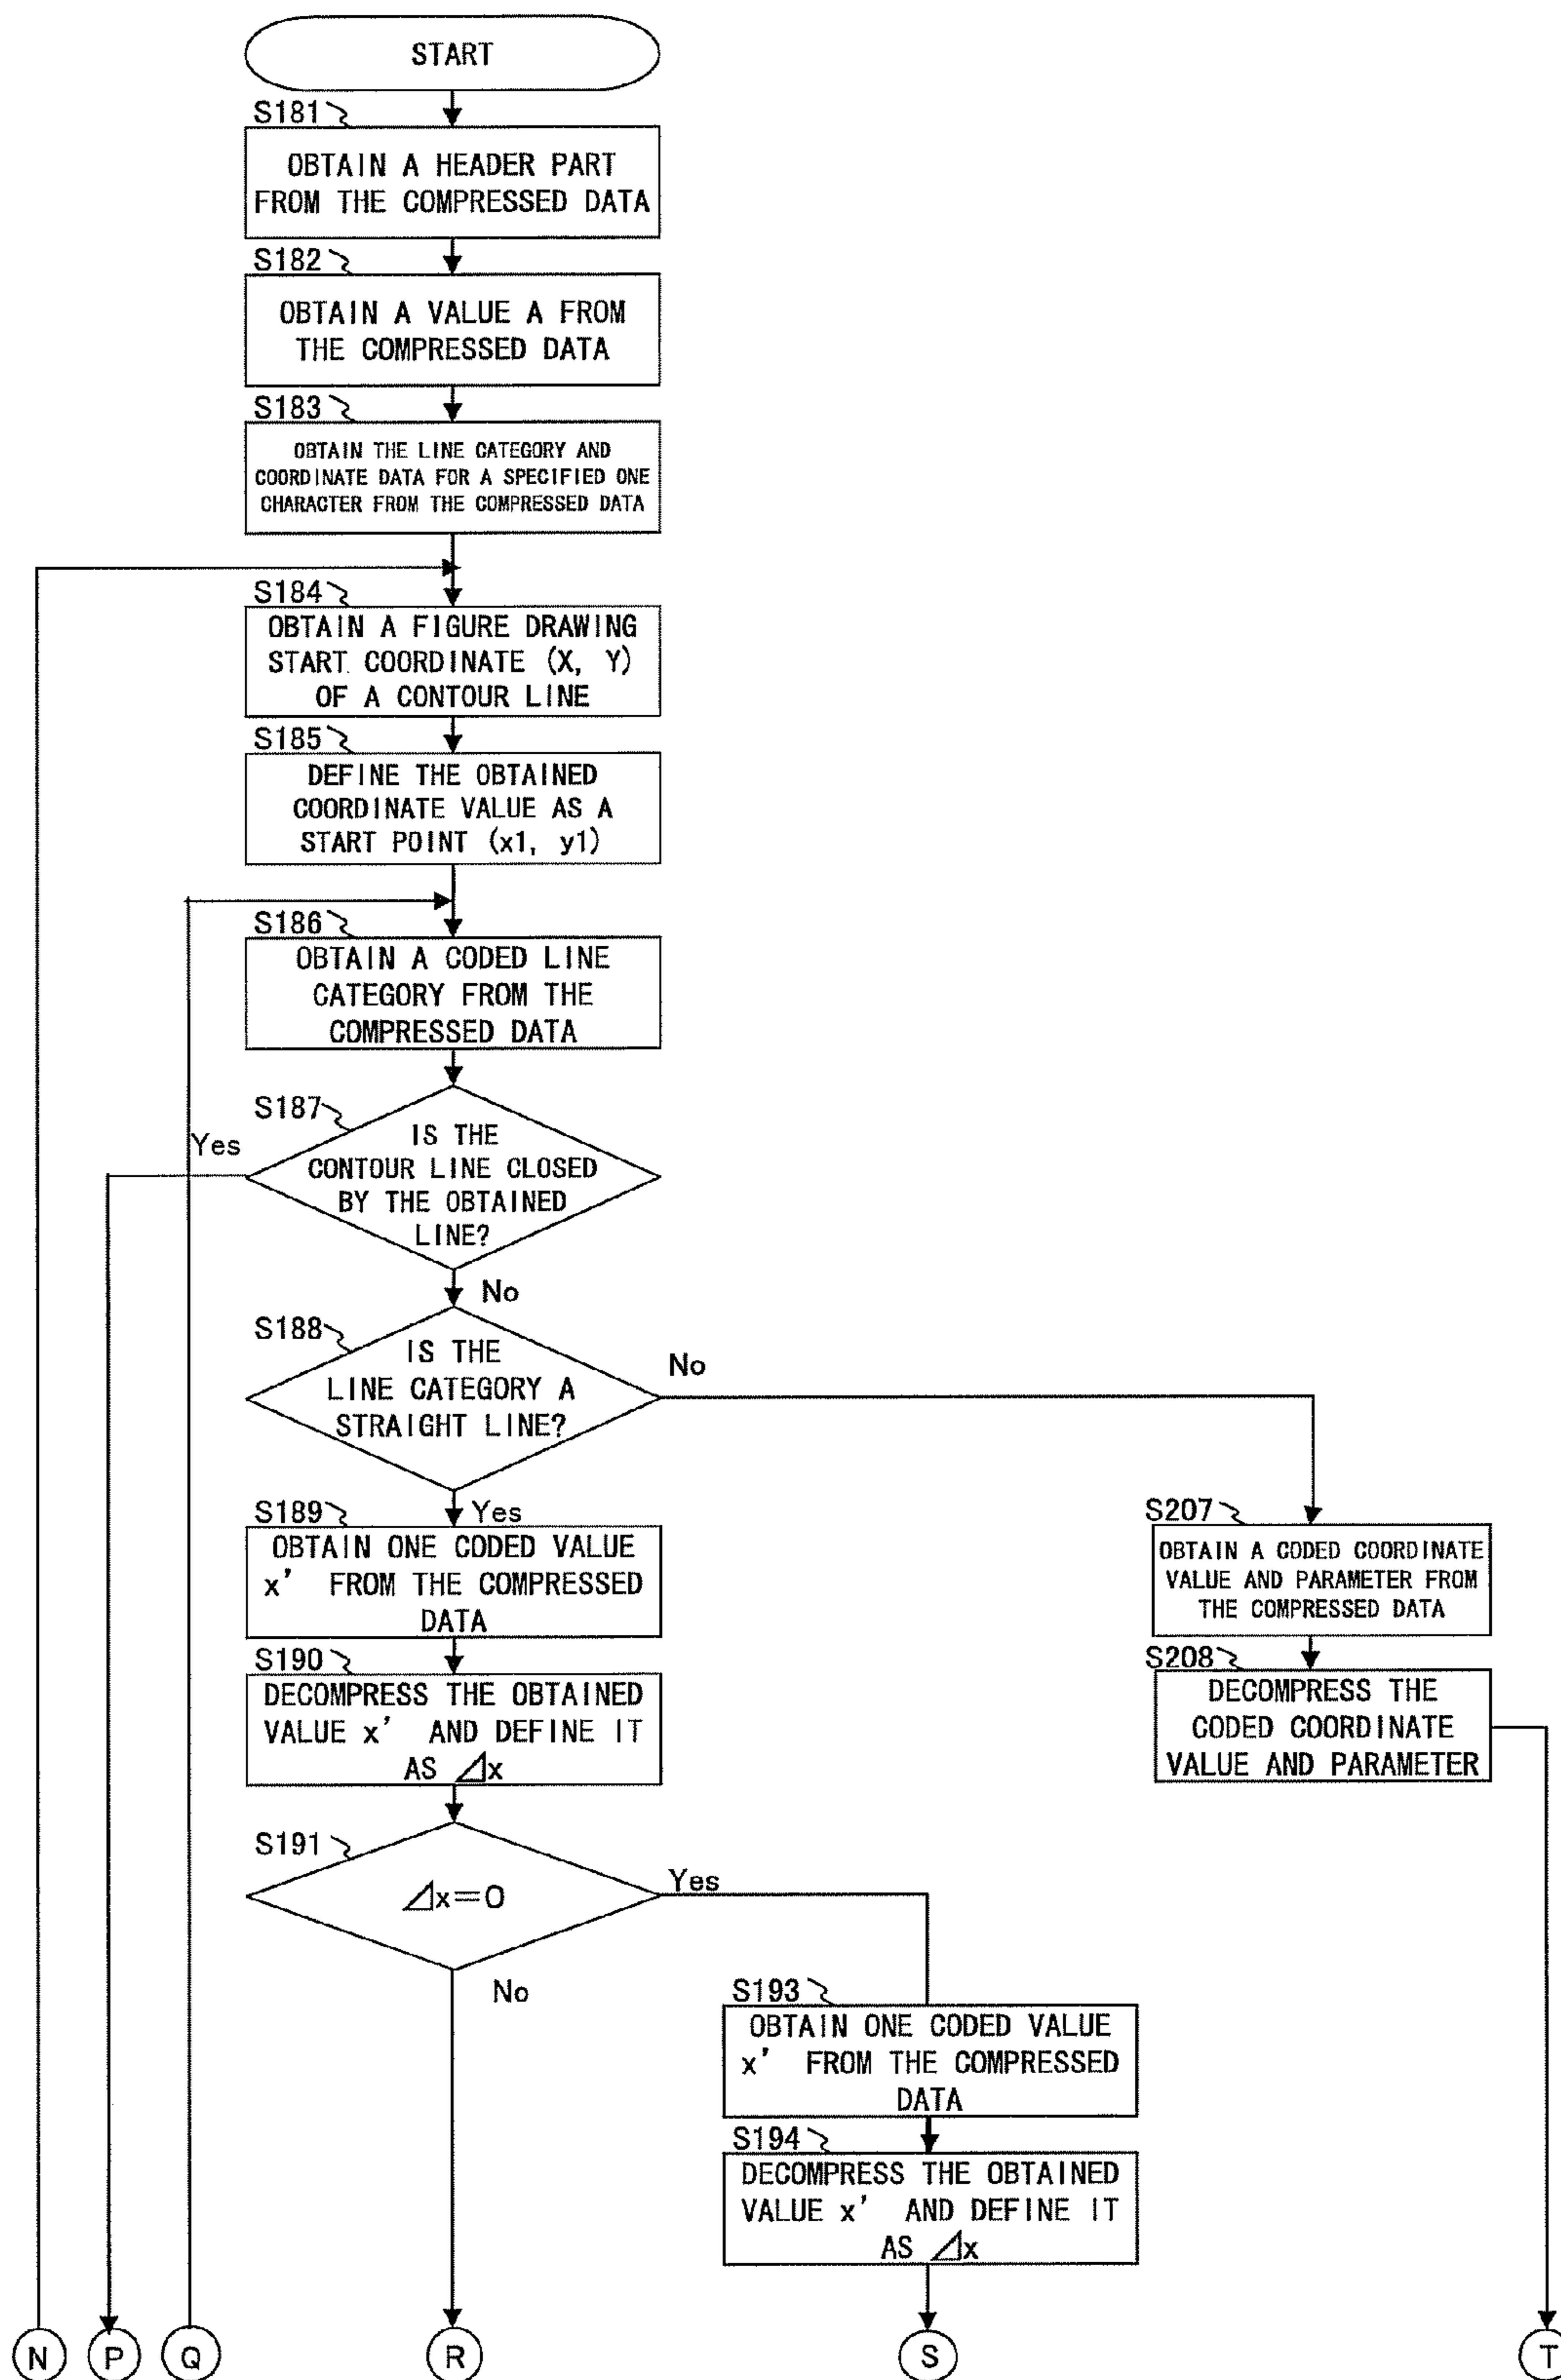 START
S181
OBTAIN A HEADER PART
FROM THE COMPRESSED DATA
S182
OBTAIN A VALUE A FROM
THE COMPRESSED DATA
S183
OBTAIN THE LINE CATEGORY AND
COORDINATE DATA FOR A SPECIFIED ONE
CHARACTER FROM THE COMPRESSED DATA
S184
OBTAIN A FIGURE DRAWING
START COORDINATE (X, Y)
OF A CONTOUR LINE
S185
DEFINE THE OBTAINED
COORDINATE VALUE AS A
START POINT (x1, y1)
S186
OBTAIN A CODED LINE
CATEGORY FROM THE
COMPRESSED DATA
S187
Yes
IS THE
CONTOUR LINE CLOSED
BY THE OBTAINED
LINE?
No
S188
IS THE
LINE CATEGORY A
STRAIGHT LINE?
No
Yes
S189
OBTAIN ONE CODED VALUE
x' FROM THE COMPRESSED
DATA
S190
DECOMPRESS THE OBTAINED
VALUE x' AND DEFINE IT
AS ⊿x
S207
OBTAIN A CODED COORDINATE
VALUE AND PARAMETER FROM
THE COMPRESSED DATA
S208
DECOMPRESS THE
CODED COORDINATE
VALUE AND PARAMETER
S191
⊿x=0
Yes
No
S193
OBTAIN ONE CODED VALUE
x' FROM THE COMPRESSED
DATA
S194
DECOMPRESS THE OBTAINED
VALUE x' AND DEFINE IT
AS ⊿x
N P Q R S T